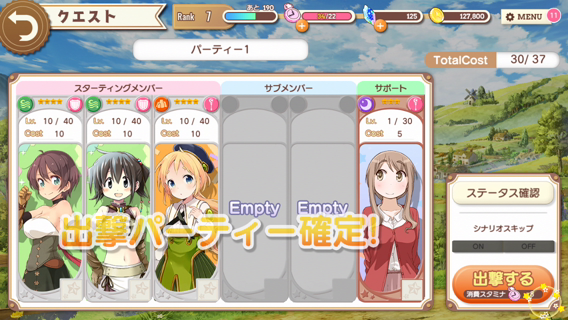 クエスト
Rank 7
あと 190
/22
125
127,800
MENU
11
パーティー1
TotalCost 30/ 37
スターティングメンバー
サブメンバー
サポート
Lv. 10 / 40
Cost 10
Lv. 10 / 40
Cost 10
Lv. 10 / 40
Cost 10
Lv. 1 / 30
Cost 5
Empty
Empty
出撃パーティー確定!
ステータス確認
シナリオスキップ
ON OFF
出撃する
消費スタミナ